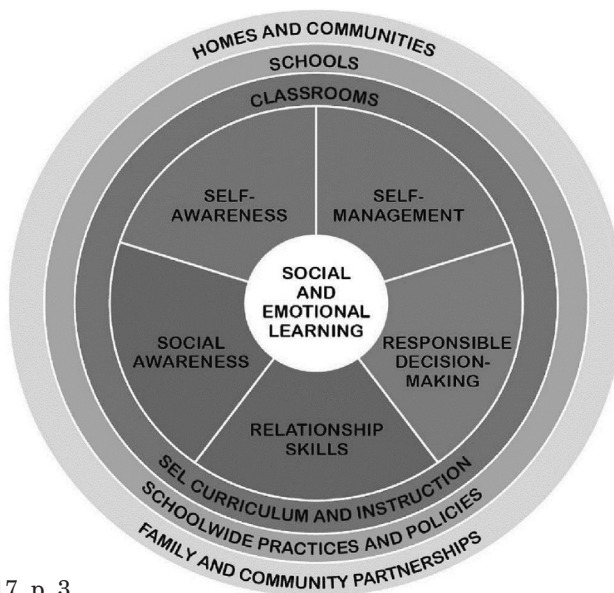 HOMES AND COMMUNITIES
SCHOOLS
CLASSROOMS
SELF-
AWARENESS
SELF-
MANAGEMENT
SOCIAL
AND
EMOTIONAL
LEARNING
SOCIAL
AWARENESS
RESPONSIBLE
DECISION-
MAKING
RELATIONSHIP
SKILLS
SEL CURRICULUM AND INSTRUCTION
SCHOOLWIDE PRACTICES AND POLICIES
FAMILY AND COMMUNITY PARTNERSHIPS
7, p. 3